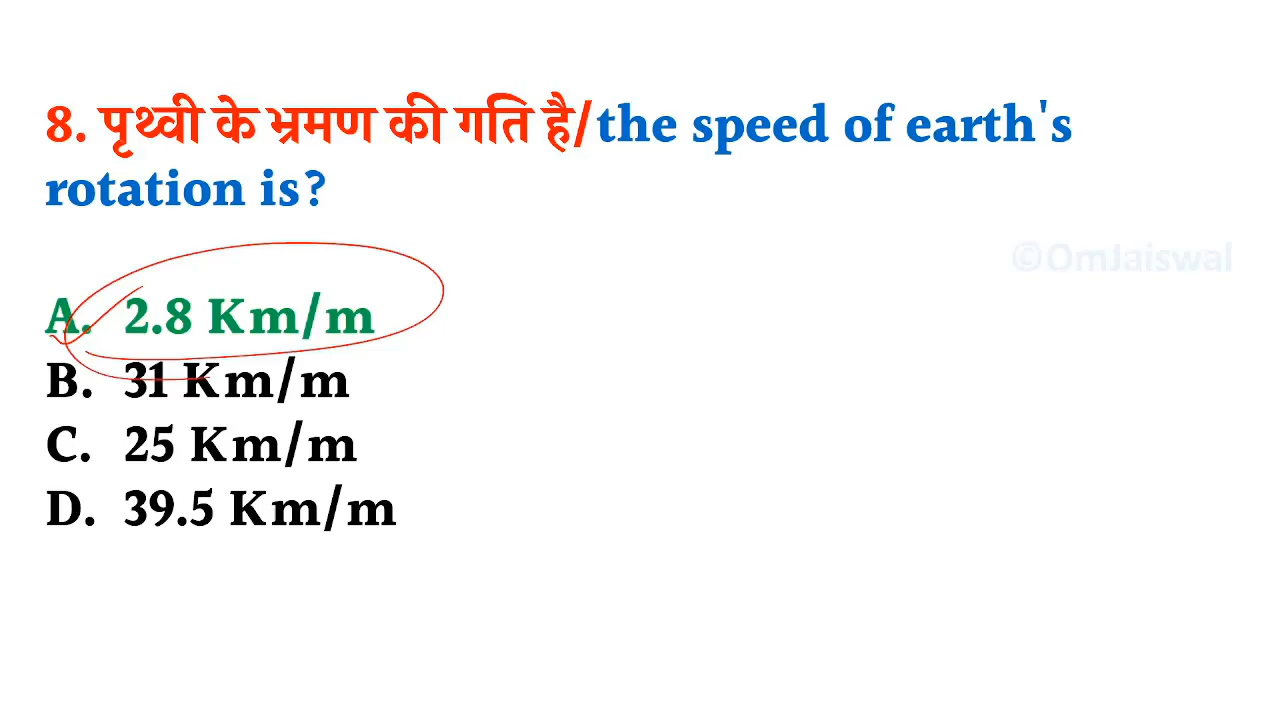 8. पृथ्वी के भ्रमण की गति है/the speed of earth's
rotation is?
©OmJaiswal
A. 2.8 Km/m
B. 31 Km/m
C. 25 Km/m
D. 39.5 Km/m